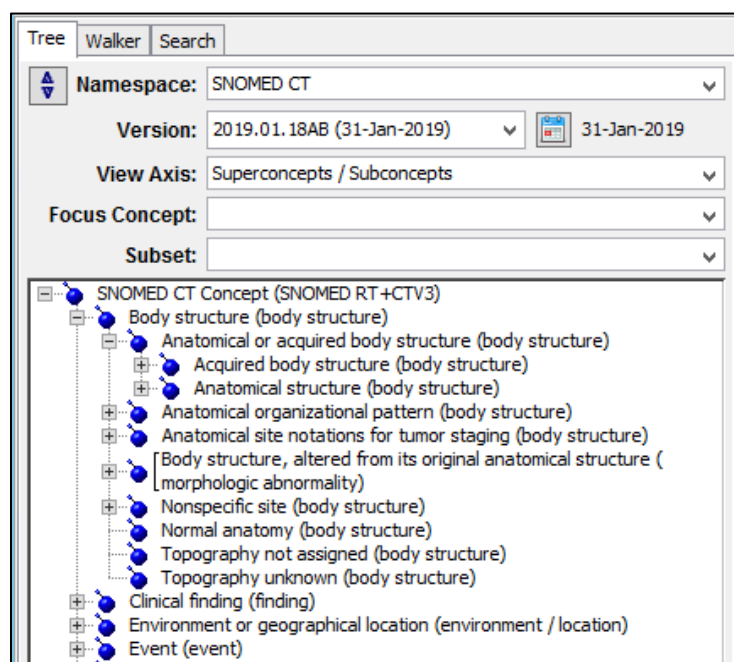 Tree Walker Search
Namespace: SNOMED CT
Version: 2019.01.18AB (31-Jan-2019) 31-Jan-2019
View Axis: Superconcepts / Subconcepts
Focus Concept:
Subset:
SNOMED CT Concept (SNOMED RT+CTV3)
Body structure (body structure)
Anatomical or acquired body structure (body structure)
Acquired body structure (body structure)
Anatomical structure (body structure)
Anatomical organizational pattern (body structure)
Anatomical site notations for tumor staging (body structure)
Body structure, altered from its original anatomical structure (
morphologic abnormality)
Nonspecific site (body structure)
Normal anatomy (body structure)
Topography not assigned (body structure)
Topography unknown (body structure)
Clinical finding (finding)
Environment or geographical location (environment / location)
Event (event)